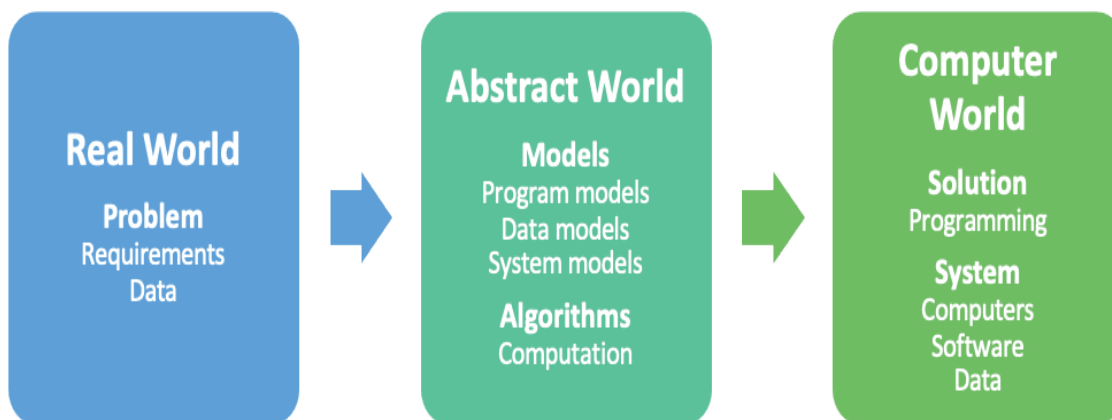 Real World
Problem
Requirements
Data
Abstract World
Models
Program models
Data models
System models
Algorithms
Computation
Computer
World
Solution
Programming
System
Computers
Software
Data